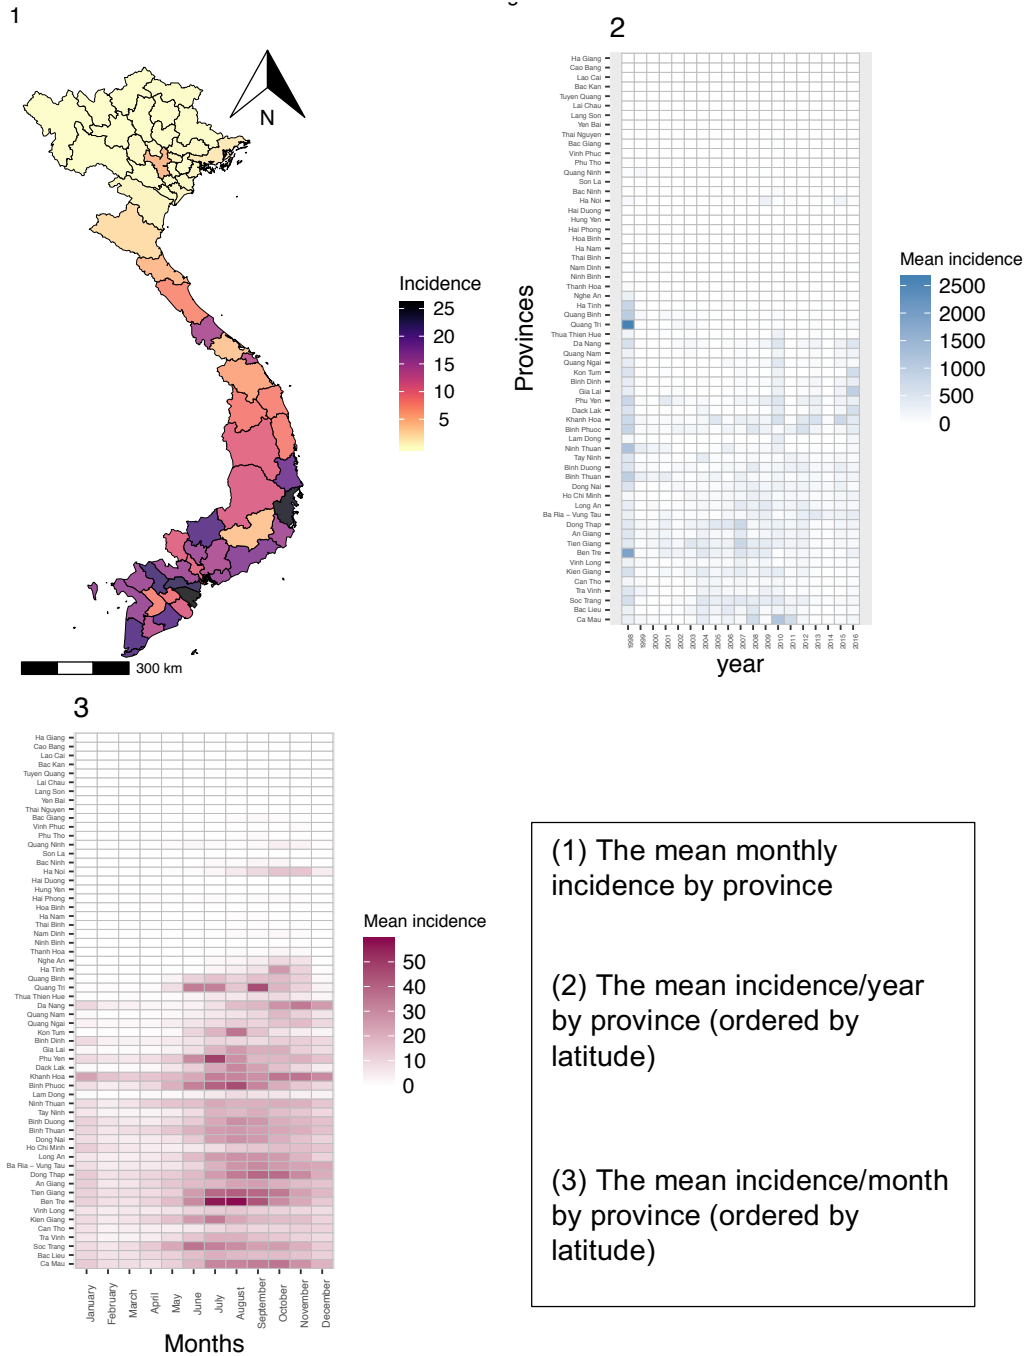 1
N
Incidence
25
20
15
10
5
300 km
2
Provinces
Ha Giang
Cao Bang
Lao Cai
Bac Kan
Tuyen Quang
Lai Chau
Lang Son
Yen Bai
Thai Nguyen
Bac Giang
Vinh Phuc
Phu Tho
Quang Ninh
Son La
Bac Ninh
Ha Noi
Hai Duong
Hung Yen
Hai Phong
Hoa Binh
Ha Nam
Thai Binh
Nam Dinh
Ninh Binh
Thanh Hoa
Nghe An
Ha Tinh
Quang Binh
Quang Tri
Thua Thien Hue
Da Nang
Quang Nam
Quang Ngai
Kon Tum
Binh Dinh
Gia Lai
Phu Yen
Dack Lak
Khanh Hoa
Binh Phuoc
Lam Dong
Ninh Thuan
Tay Ninh
Binh Duong
Binh Thuan
Dong Nai
Ho Chi Minh
Long An
Ba Ria – Vung Tau
Dong Thap
An Giang
Tien Giang
Ben Tre
Vinh Long
Kien Giang
Can Tho
Tra Vinh
Soc Trang
Bac Lieu
Ca Mau
1998 1999 2000 2001 2002 2003 2004 2005 2006 2007 2008 2009 2010 2011 2012 2013 2014 2015 2016
year
Mean incidence
2500
2000
1500
1000
500
0
3
Ha Giang
Cao Bang
Lao Cai
Bac Kan
Tuyen Quang
Lai Chau
Lang Son
Yen Bai
Thai Nguyen
Bac Giang
Vinh Phuc
Phu Tho
Quang Ninh
Son La
Bac Ninh
Ha Noi
Hai Duong
Hung Yen
Hai Phong
Hoa Binh
Ha Nam
Thai Binh
Nam Dinh
Ninh Binh
Thanh Hoa
Nghe An
Ha Tinh
Quang Binh
Quang Tri
Thua Thien Hue
Da Nang
Quang Nam
Quang Ngai
Kon Tum
Binh Dinh
Gia Lai
Phu Yen
Dack Lak
Khanh Hoa
Binh Phuoc
Lam Dong
Ninh Thuan
Tay Ninh
Binh Duong
Binh Thuan
Dong Nai
Ho Chi Minh
Long An
Ba Ria – Vung Tau
Dong Thap
An Giang
Tien Giang
Ben Tre
Vinh Long
Kien Giang
Can Tho
Tra Vinh
Soc Trang
Bac Lieu
Ca Mau
January February March April May June July August September October November December
Months
Mean incidence
50
40
30
20
10
0
(1) The mean monthly
incidence by province
(2) The mean incidence/year
by province (ordered by
latitude)
(3) The mean incidence/month
by province (ordered by
latitude)